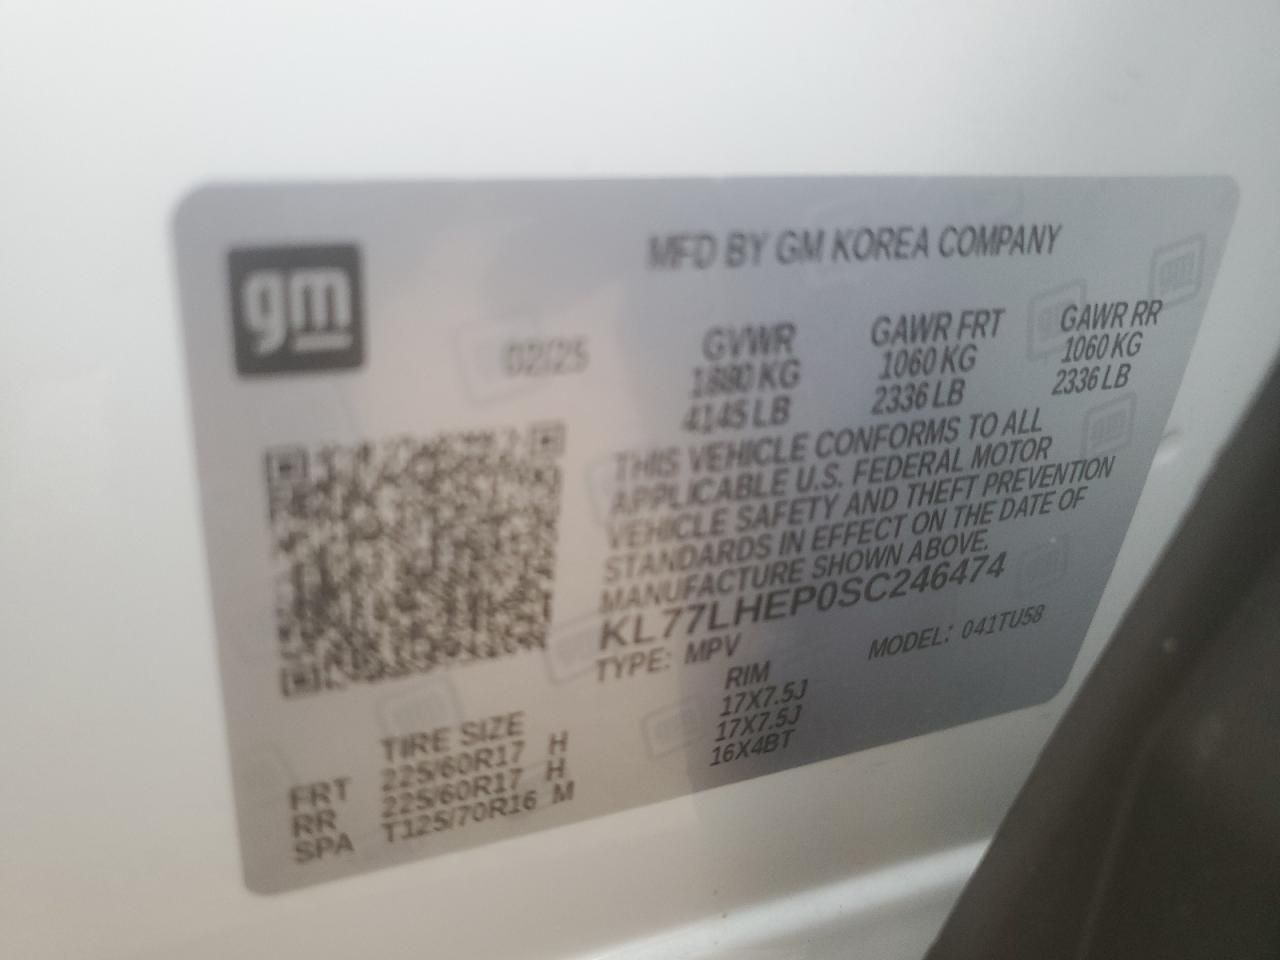 gm
MFD BY GM KOREA COMPANY
02/25
GVWR GAWR FRT GAWR RR
1880 KG 1060 KG 1060 KG
4145 LB 2336 LB 2336 LB
THIS VEHICLE CONFORMS TO ALL
APPLICABLE U.S. FEDERAL MOTOR
VEHICLE SAFETY AND THEFT PREVENTION
STANDARDS IN EFFECT ON THE DATE OF
MANUFACTURE SHOWN ABOVE.
KL77LHEP0SC246474
TYPE: MPV MODEL: 041TU58
TIRE SIZE RIM
FRT 225/60R17 H 17X7.5J
RR 225/60R17 H 17X7.5J
SPA T125/70R16 M 16X4BT